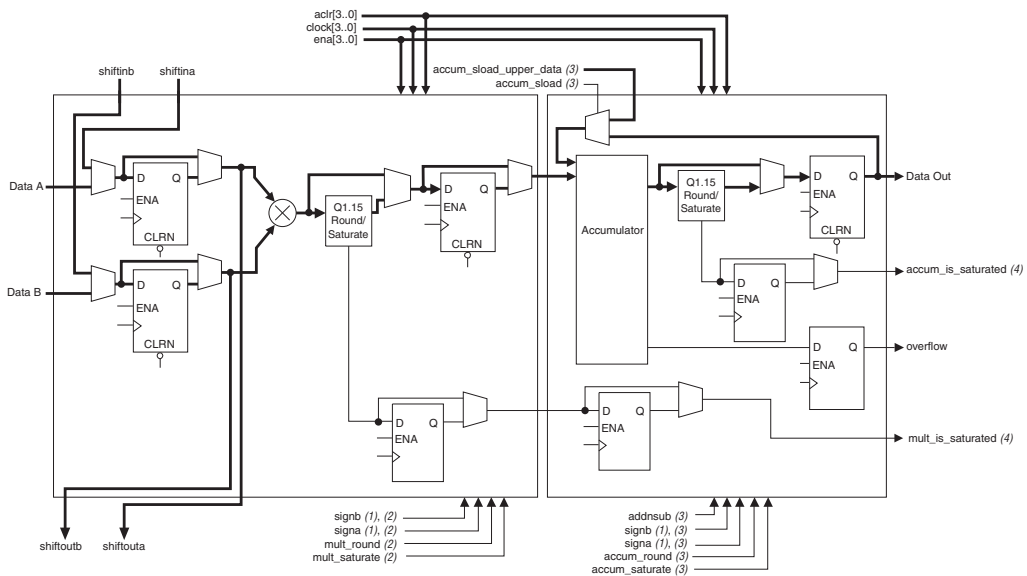 aclr[3..0]
clock[3..0]
ena[3..0]
shiftinb
shiftina
accum_sload_upper_data (3)
accum_sload (3)
Data A
D Q
ENA
CLRN
Q1.15
Round/
Saturate
D Q
ENA
CLRN
Accumulator
Q1.15
Round/
Saturate
D Q
ENA
CLRN
Data Out
Data B
D Q
ENA
CLRN
D Q
ENA
accum_is_saturated (4)
D Q
ENA
overflow
D Q
ENA
D Q
ENA
mult_is_saturated (4)
shiftoutb
shiftouta
signb (1), (2)
signa (1), (2)
mult_round (2)
mult_saturate (2)
addnsub (3)
signb (1), (3)
signa (1), (3)
accum_round (3)
accum_saturate (3)